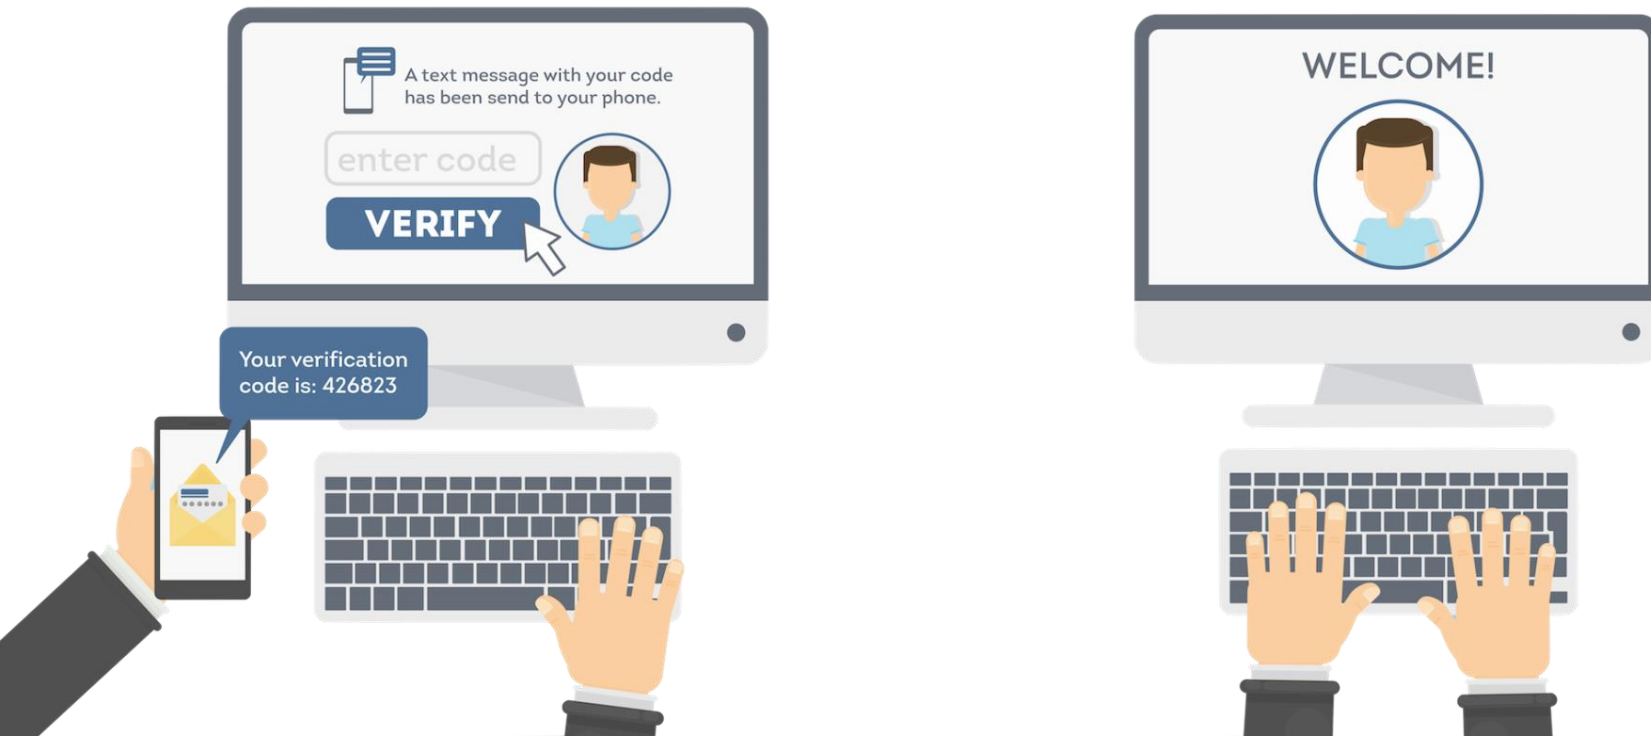 A text message with your code
has been send to your phone.
enter code
VERIFY
Your verification
code is: 426823
WELCOME!